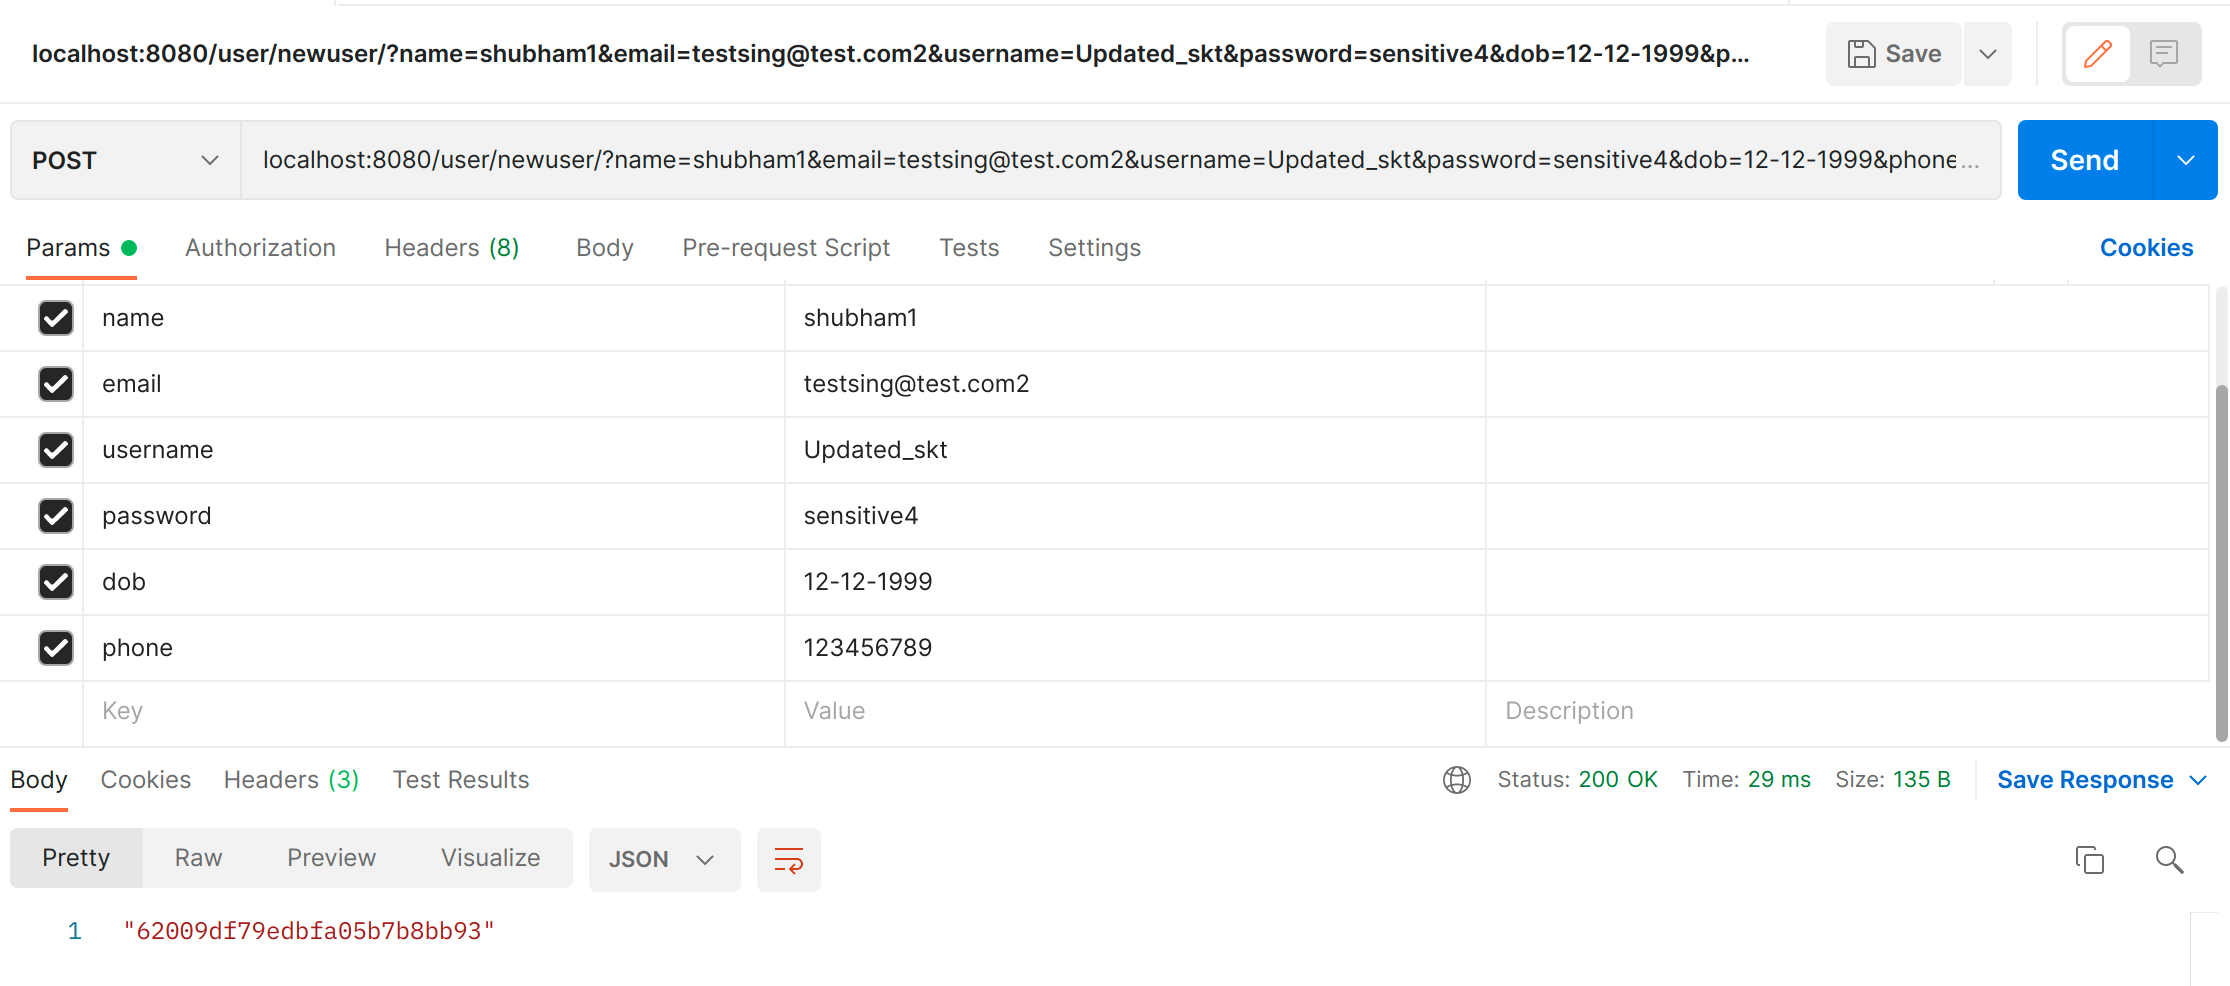 localhost:8080/user/newuser/?name=shubham1&email=testsing@test.com2&username=Updated_skt&password=sensitive4&dob=12-12-1999&p...
Save
POST
localhost:8080/user/newuser/?name=shubham1&email=testsing@test.com2&username=Updated_skt&password=sensitive4&dob=12-12-1999&phone...
Send
Params Authorization Headers (8) Body Pre-request Script Tests Settings Cookies
name shubham1
email testsing@test.com2
username Updated_skt
password sensitive4
dob 12-12-1999
phone 123456789
Key Value Description
Body Cookies Headers (3) Test Results Status: 200 OK Time: 29 ms Size: 135 B Save Response
Pretty Raw Preview Visualize JSON
1 "62009df79edbfa05b7b8bb93"